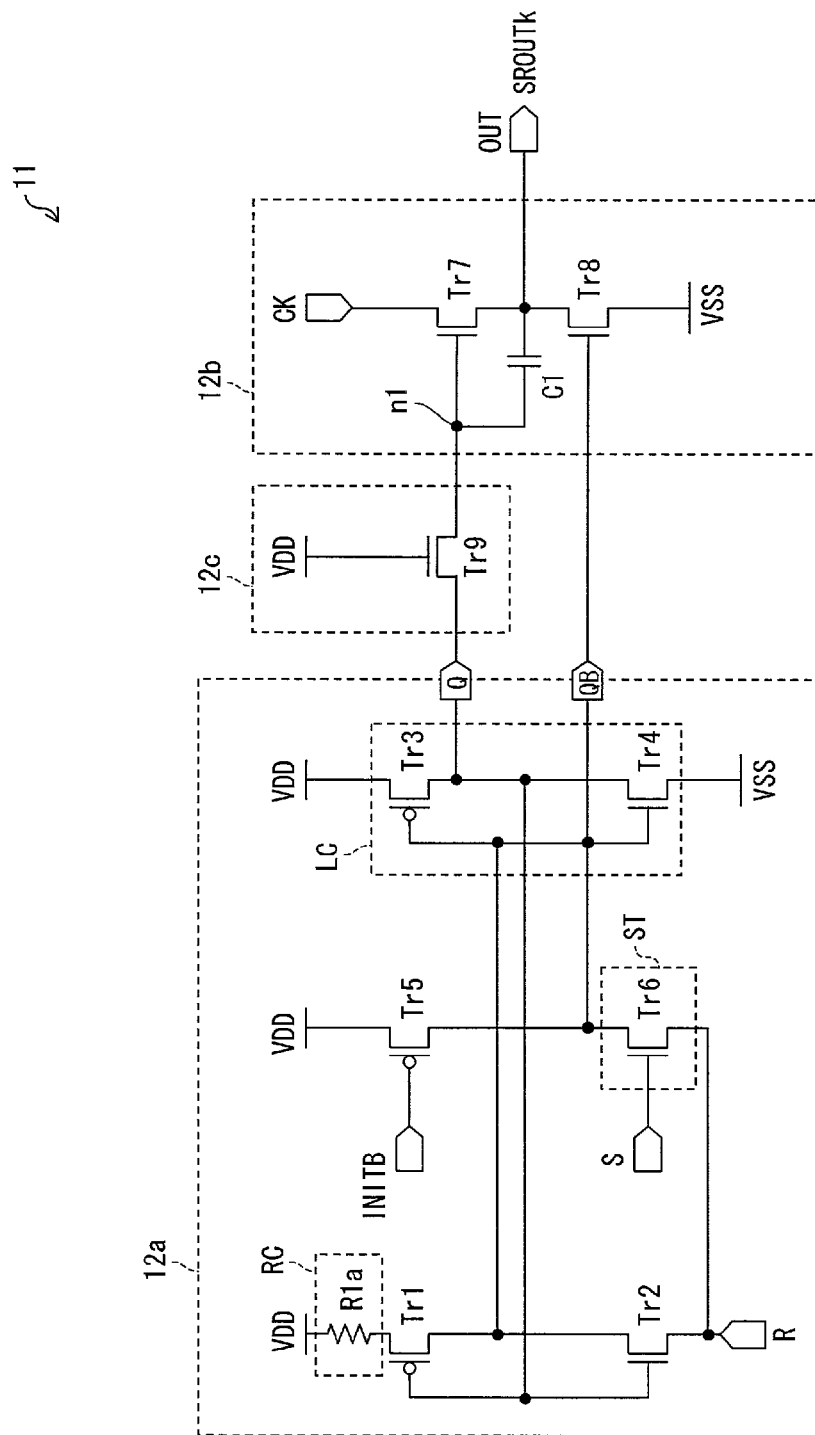 11
12a
12c
12b
RC
VDD
R1a
Tr1
Tr2
R
INITB
VDD
Tr5
S
ST
Tr6
LC
VDD
Tr3
Tr4
VSS
Q
QB
VDD
Tr9
n1
CK
Tr7
C1
Tr8
VSS
OUT
SROUTk